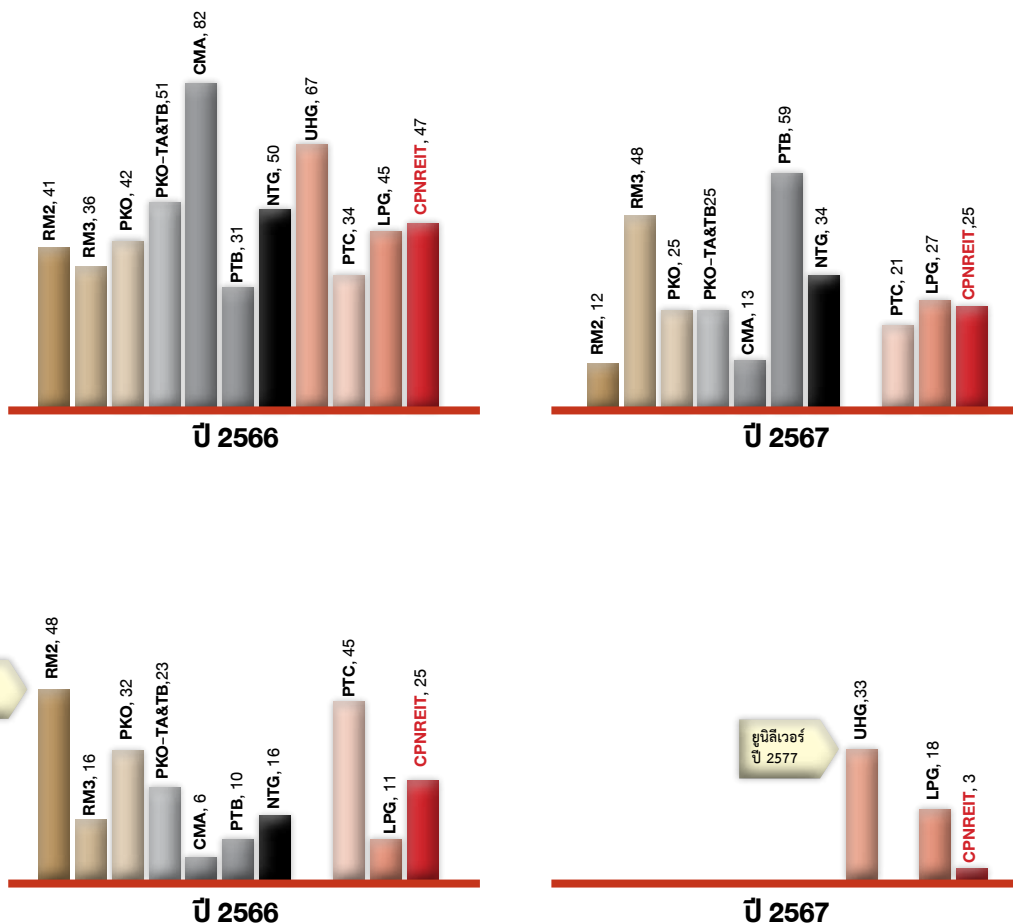 RM2, 41
RM3, 36
PKO, 42
PKO-TA&TB,51
CMA, 82
PTB, 31
NTG, 50
UHG, 67
PTC, 34
LPG, 45
CPNREIT, 47
ปี 2566
RM2, 12
RM3, 48
PKO, 25
PKO-TA&TB25
CMA, 13
PTB, 59
NTG, 34
PTC, 21
LPG, 27
CPNREIT,25
ปี 2567
RM2, 48
RM3, 16
PKO, 32
PKO-TA&TB,23
CMA, 6
PTB, 10
NTG, 16
PTC, 45
LPG, 11
CPNREIT, 25
ปี 2566
ยูนิลีเวอร์
ปี 2577
UHG,33
LPG, 18
CPNREIT, 3
ปี 2567